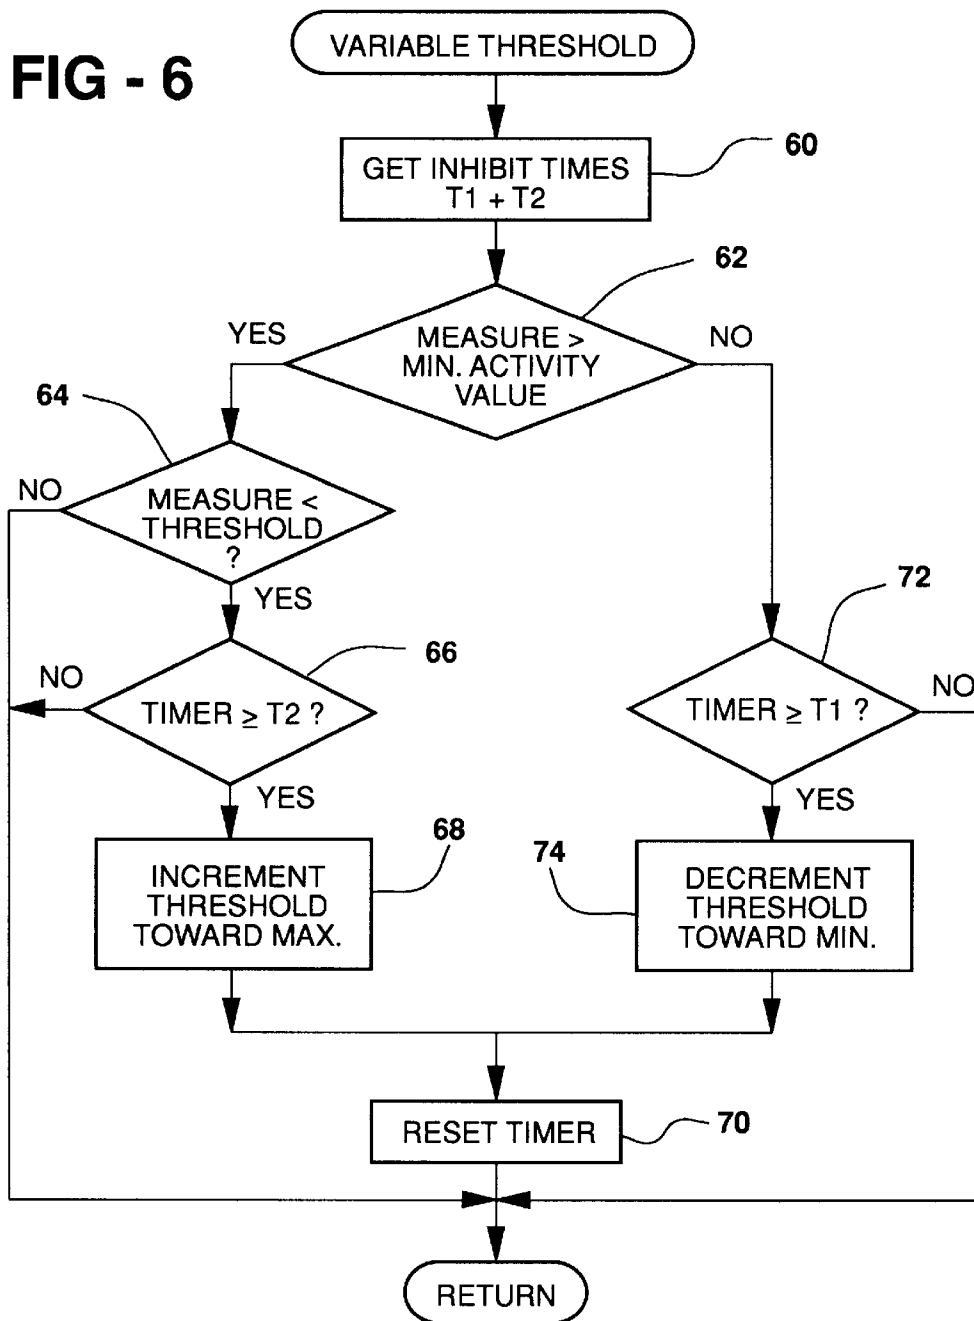 FIG - 6
VARIABLE THRESHOLD
60
GET INHIBIT TIMES
T1 + T2
62
YES
MEASURE >
MIN. ACTIVITY
VALUE
NO
64
NO
MEASURE <
THRESHOLD
?
YES
72
66
NO
TIMER ≥ T2 ?
TIMER ≥ T1 ?
NO
YES
YES
68
74
INCREMENT
THRESHOLD
TOWARD MAX.
DECREMENT
THRESHOLD
TOWARD MIN.
RESET TIMER
70
RETURN